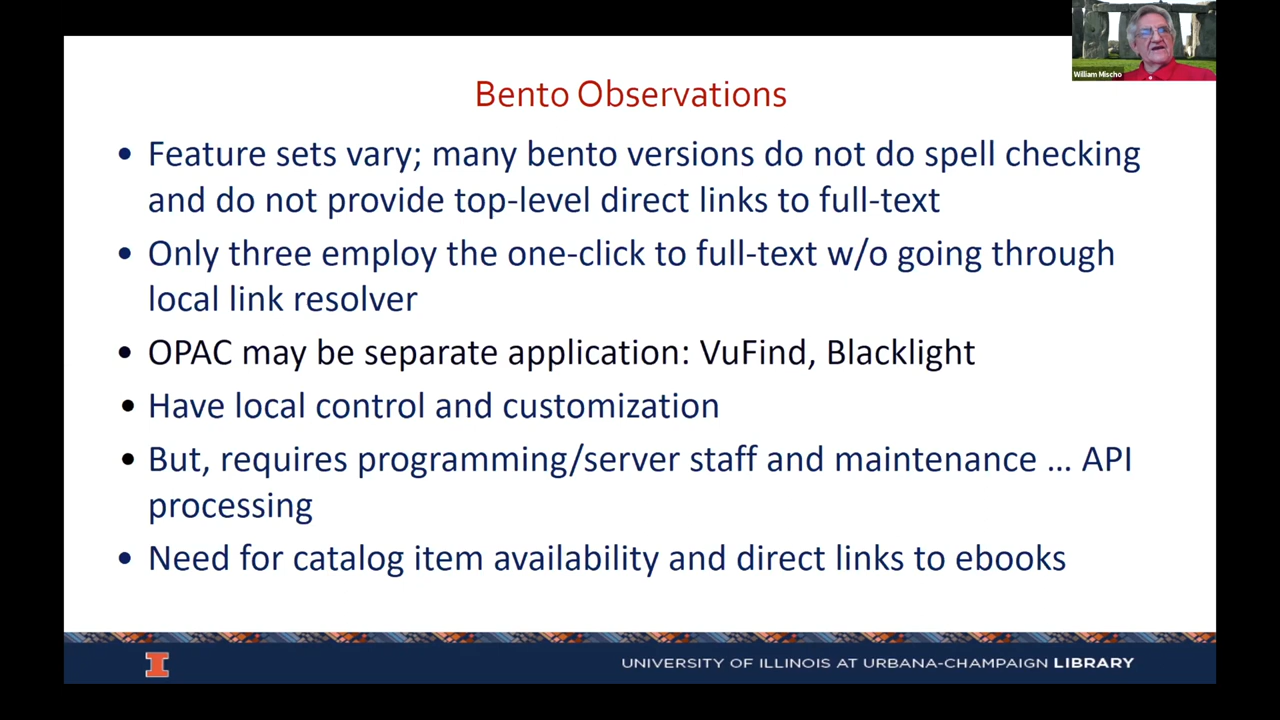 William Mischo
Bento Observations
• Feature sets vary; many bento versions do not do spell checking
and do not provide top-level direct links to full-text
• Only three employ the one-click to full-text w/o going through
local link resolver
• OPAC may be separate application: VuFind, Blacklight
• Have local control and customization
• But, requires programming/server staff and maintenance … API
processing
• Need for catalog item availability and direct links to ebooks
I
UNIVERSITY OF ILLINOIS AT URBANA-CHAMPAIGN LIBRARY